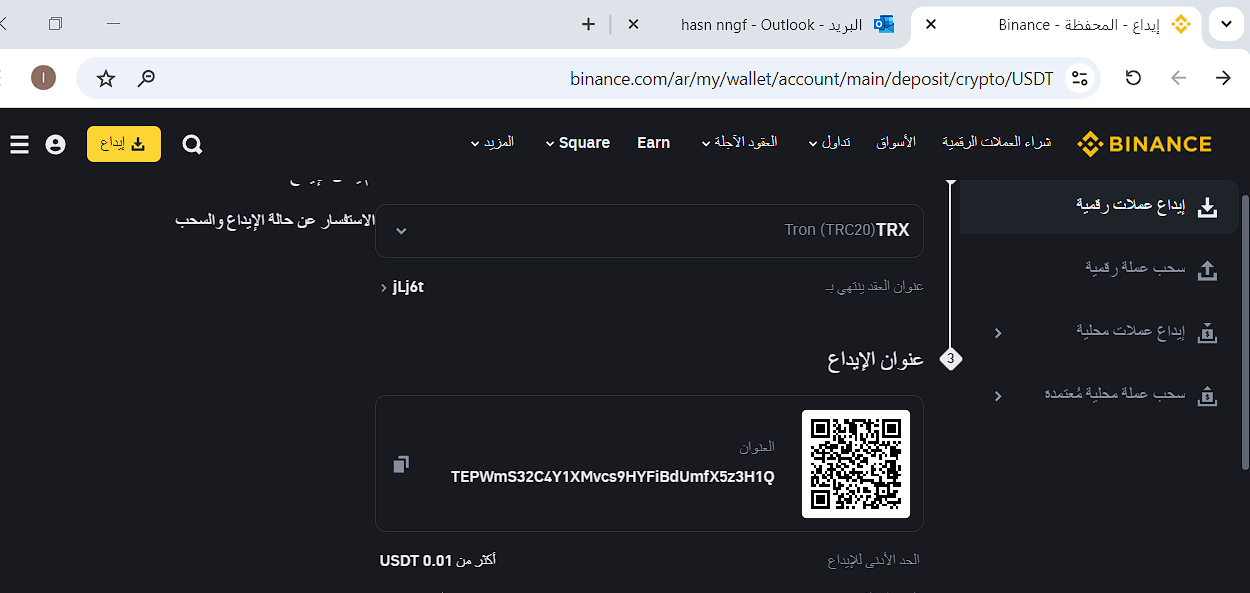 إيداع - المحفظة - Binance
البريد - hasn nngf - Outlook
binance.com/ar/my/wallet/account/main/deposit/crypto/USDT
I
BINANCE
شراء العملات الرقمية
الأسواق
تداول
العقود الآجلة
Earn
Square
المزيد
إيداع
إيداع عملات رقمية
سحب عملة رقمية
إيداع عملات محلية
سحب عملة محلية مُعتمدة
TRX Tron (TRC20)
عنوان العقد ينتهي بـ
jLj6t
3
عنوان الإيداع
العنوان
TEPWmS32C4Y1XMvcs9HYFiBdUmfX5z3H1Q
الحد الأدنى للإيداع
أكثر من 0.01 USDT
الاستفسار عن حالة الإيداع والسحب